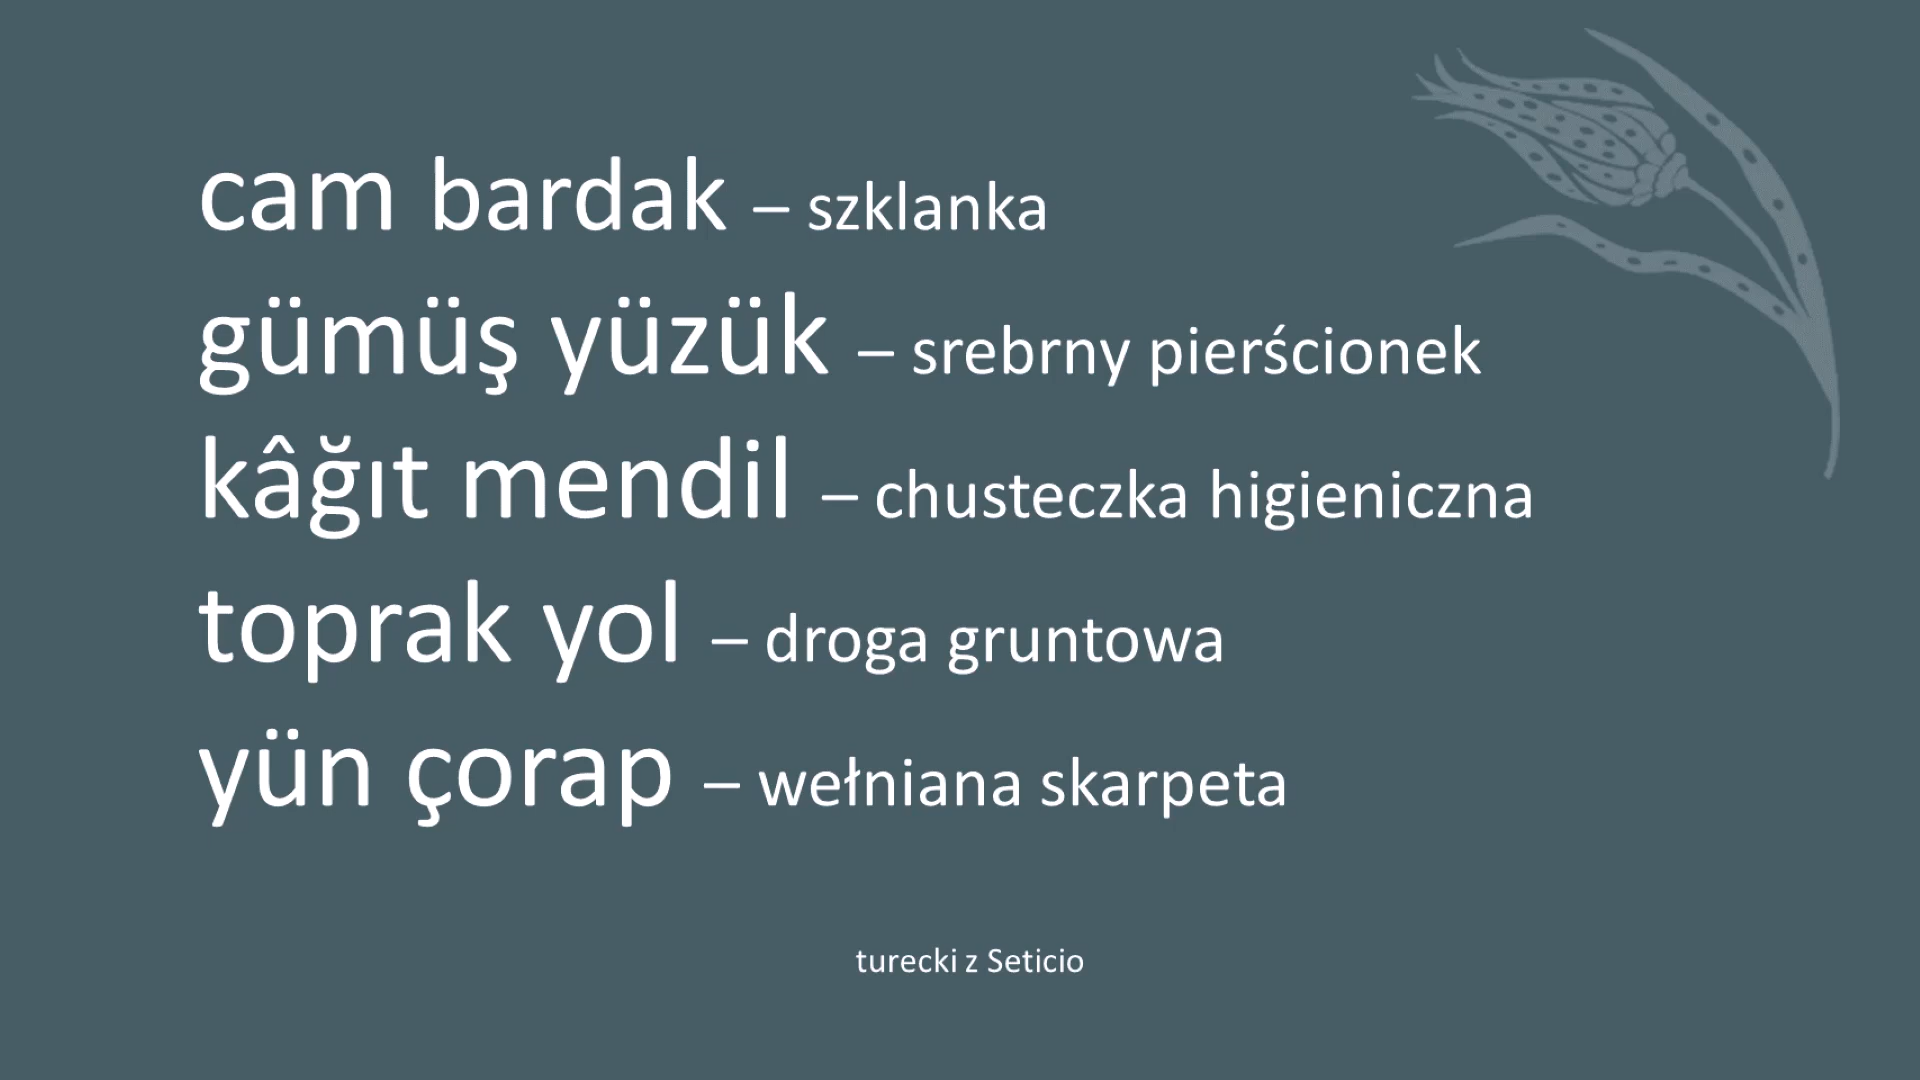 cam bardak – szklanka
gümüş yüzük – srebrny pierścionek
kâğıt mendil – chusteczka higieniczna
toprak yol – droga gruntowa
yün çorap – wełniana skarpeta
turecki z Seticio